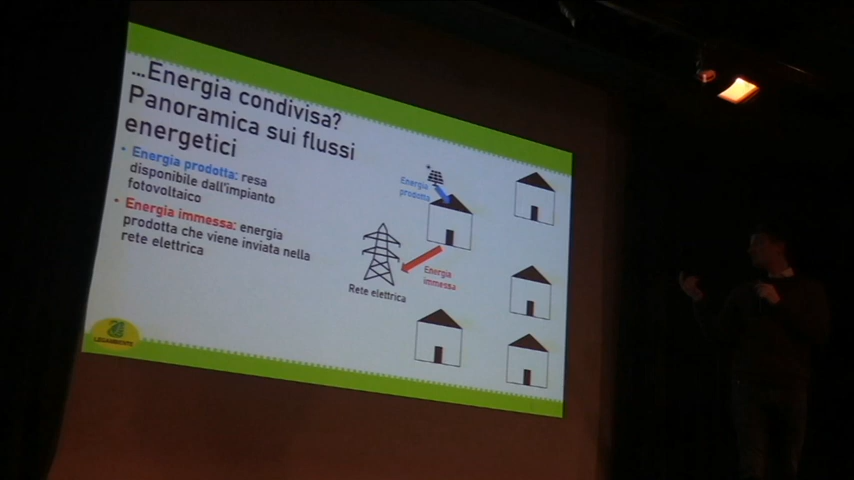 ...Energia condivisa?
Panoramica sui flussi
energetici
• Energia prodotta: resa
disponibile dall'impianto
fotovoltaico
• Energia immessa: energia
prodotta che viene inviata nella
rete elettrica
Energia
prodotta
Energia
immessa
Rete elettrica
LEGAMBIENTE